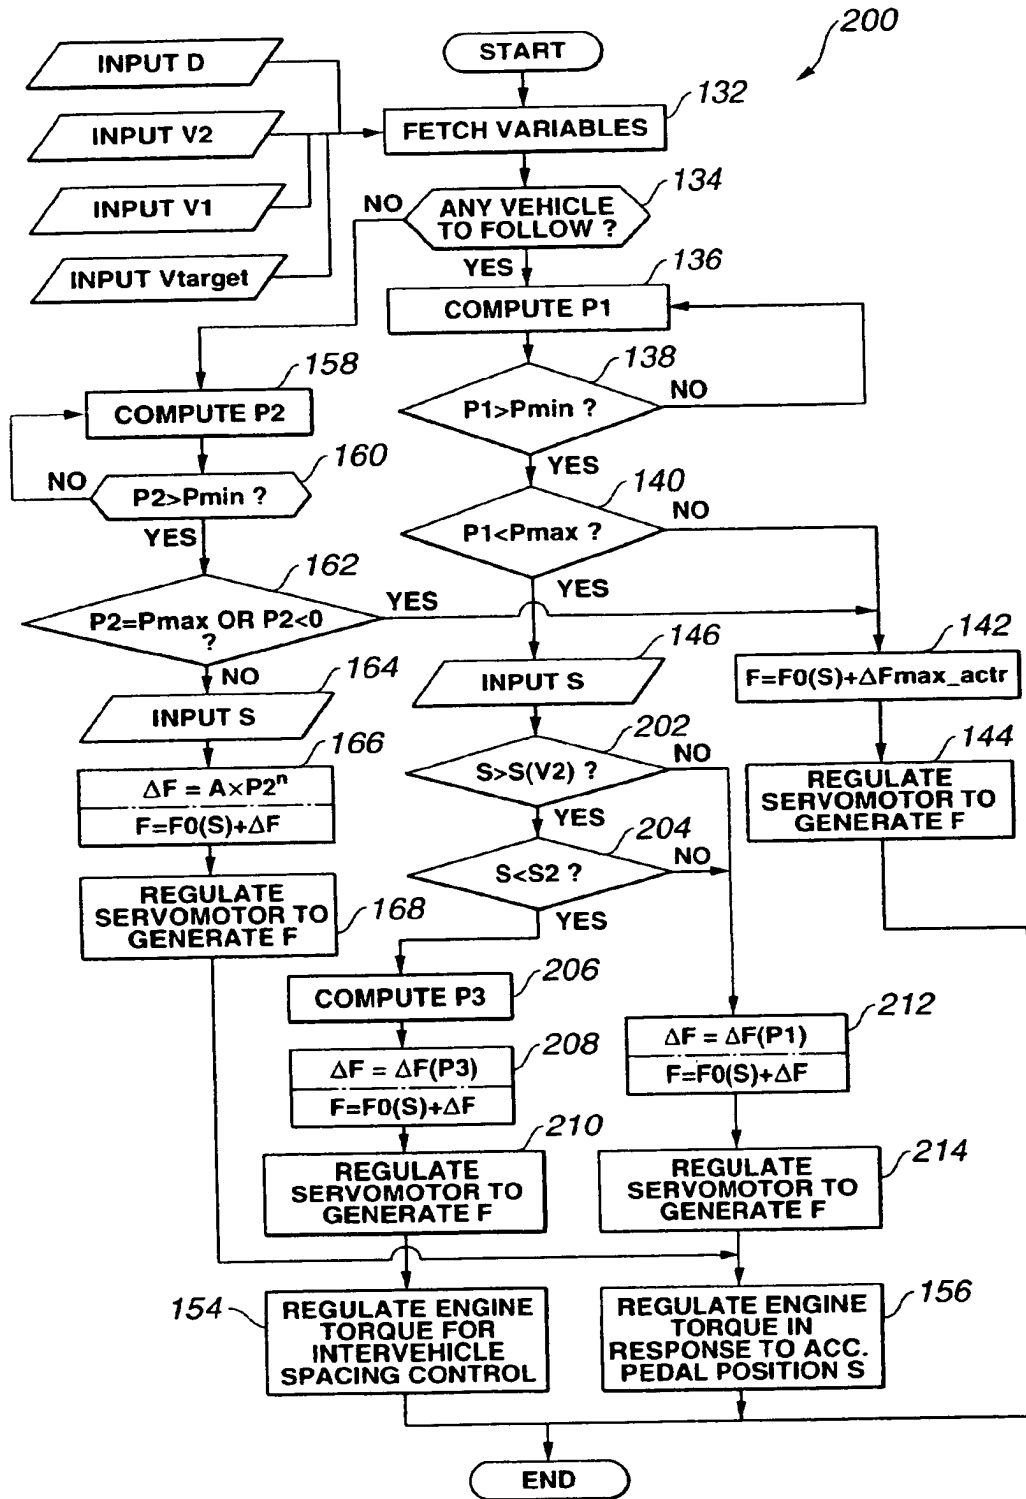 200
START
INPUT D
132
FETCH VARIABLES
INPUT V2
134
NO
ANY VEHICLE
TO FOLLOW ?
INPUT V1
YES
136
INPUT Vtarget
COMPUTE P1
138
NO
P1>Pmin ?
158
COMPUTE P2
YES
160
NO
P2>Pmin ?
140
NO
P1<Pmax ?
YES
162
YES
YES
P2=Pmax OR P2<0
?
146
142
NO
164
INPUT S
F=F0(S)+ΔFmax_actr
INPUT S
202
NO
144
166
S>S(V2) ?
REGULATE
SERVOMOTOR TO
GENERATE F
ΔF = A×P2ⁿ
F=F0(S)+ΔF
YES
204
NO
S<S2 ?
REGULATE
SERVOMOTOR TO
GENERATE F
168
YES
206
COMPUTE P3
212
ΔF = ΔF(P1)
F=F0(S)+ΔF
208
ΔF = ΔF(P3)
F=F0(S)+ΔF
210
REGULATE
SERVOMOTOR TO
GENERATE F
214
REGULATE
SERVOMOTOR TO
GENERATE F
154
REGULATE ENGINE
TORQUE FOR
INTERVEHICLE
SPACING CONTROL
156
REGULATE ENGINE
TORQUE IN
RESPONSE TO ACC.
PEDAL POSITION S
END